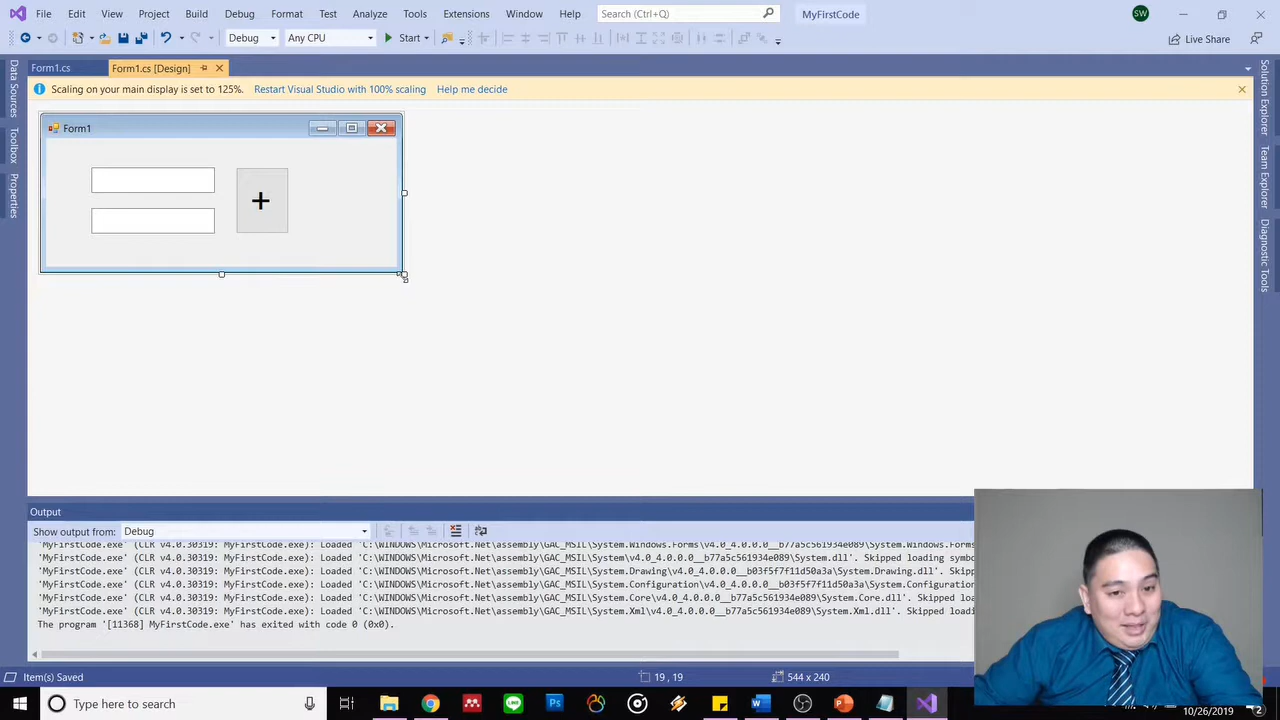 File Edit View Project Build Debug Format Test Analyze Tools Extensions Window Help Search (Ctrl+Q) MyFirstCode SW
Debug Any CPU Start Live Share
Form1.cs Form1.cs [Design]
Scaling on your main display is set to 125%. Restart Visual Studio with 100% scaling Help me decide
Data Sources
Toolbox
Properties
Solution Explorer
Team Explorer
Diagnostic Tools
Form1
+
Output
Show output from: Debug
'MyFirstCode.exe' (CLR v4.0.30319: MyFirstCode.exe): Loaded 'C:\WINDOWS\Microsoft.Net\assembly\GAC_MSIL\System.Windows.Forms\v4.0_4.0.0.0__b77a5c561934e089\System.Windows.Form
'MyFirstCode.exe' (CLR v4.0.30319: MyFirstCode.exe): Loaded 'C:\WINDOWS\Microsoft.Net\assembly\GAC_MSIL\System\v4.0_4.0.0.0__b77a5c561934e089\System.dll'. Skipped loading symbo
'MyFirstCode.exe' (CLR v4.0.30319: MyFirstCode.exe): Loaded 'C:\WINDOWS\Microsoft.Net\assembly\GAC_MSIL\System.Drawing\v4.0_4.0.0.0__b03f5f7f11d50a3a\System.Drawing.dll'. Skipp
'MyFirstCode.exe' (CLR v4.0.30319: MyFirstCode.exe): Loaded 'C:\WINDOWS\Microsoft.Net\assembly\GAC_MSIL\System.Configuration\v4.0_4.0.0.0__b03f5f7f11d50a3a\System.Configuration
'MyFirstCode.exe' (CLR v4.0.30319: MyFirstCode.exe): Loaded 'C:\WINDOWS\Microsoft.Net\assembly\GAC_MSIL\System.Core\v4.0_4.0.0.0__b77a5c561934e089\System.Core.dll'. Skipped loa
'MyFirstCode.exe' (CLR v4.0.30319: MyFirstCode.exe): Loaded 'C:\WINDOWS\Microsoft.Net\assembly\GAC_MSIL\System.Xml\v4.0_4.0.0.0__b77a5c561934e089\System.Xml.dll'. Skipped loadi
The program '[11368] MyFirstCode.exe' has exited with code 0 (0x0).
Item(s) Saved 19 , 19 544 x 240
Type here to search
10/26/2019 2